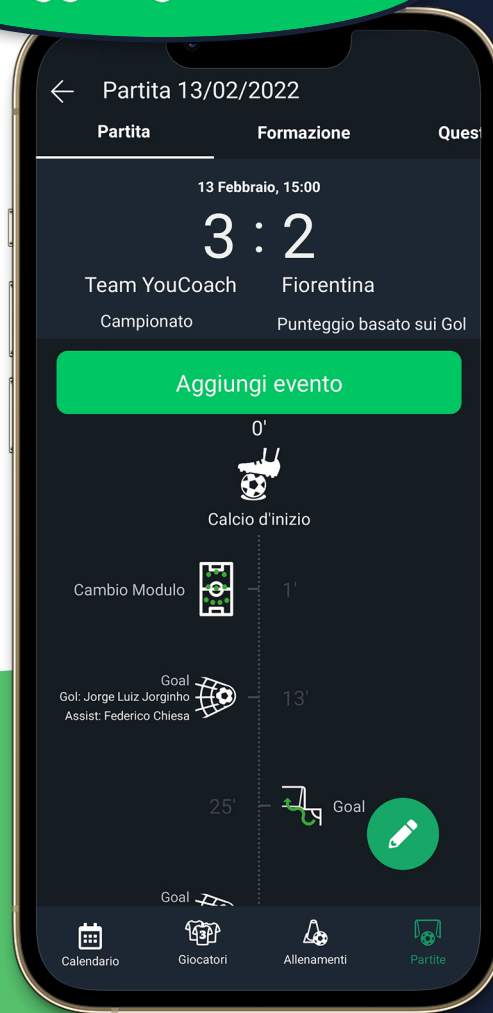 Partita 13/02/2022
Partita Formazione Quest
13 Febbraio, 15:00
3 : 2
Team YouCoach Fiorentina
Campionato Punteggio basato sui Gol
Aggiungi evento
0'
Calcio d'inizio
Cambio Modulo 1'
Goal
Gol: Jorge Luiz Jorginho
13'
Assist: Federico Chiesa
25' Goal
Goal
3
Calendario Giocatori Allenamenti Partite